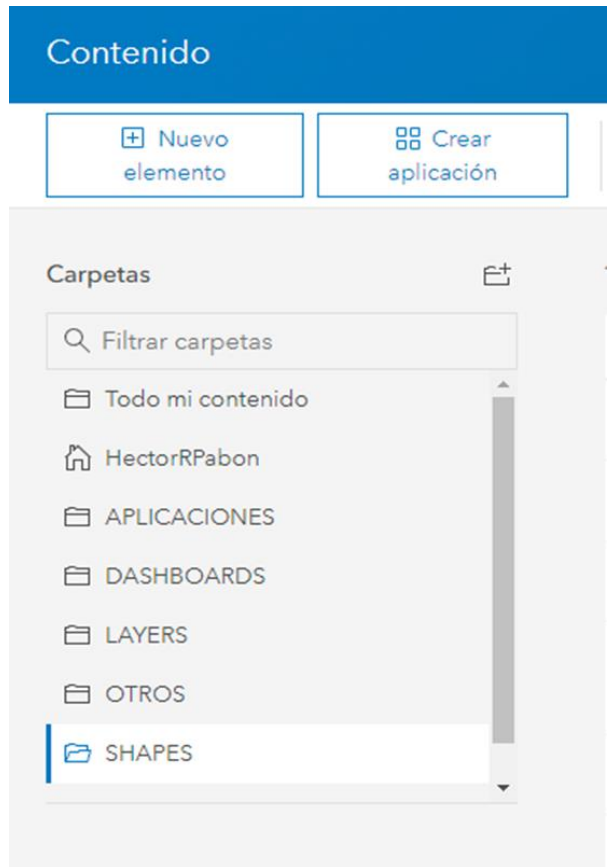 Contenido
Nuevo
elemento
Crear
aplicación
Carpetas
Filtrar carpetas
Todo mi contenido
HectorRPabon
APLICACIONES
DASHBOARDS
LAYERS
OTROS
SHAPES